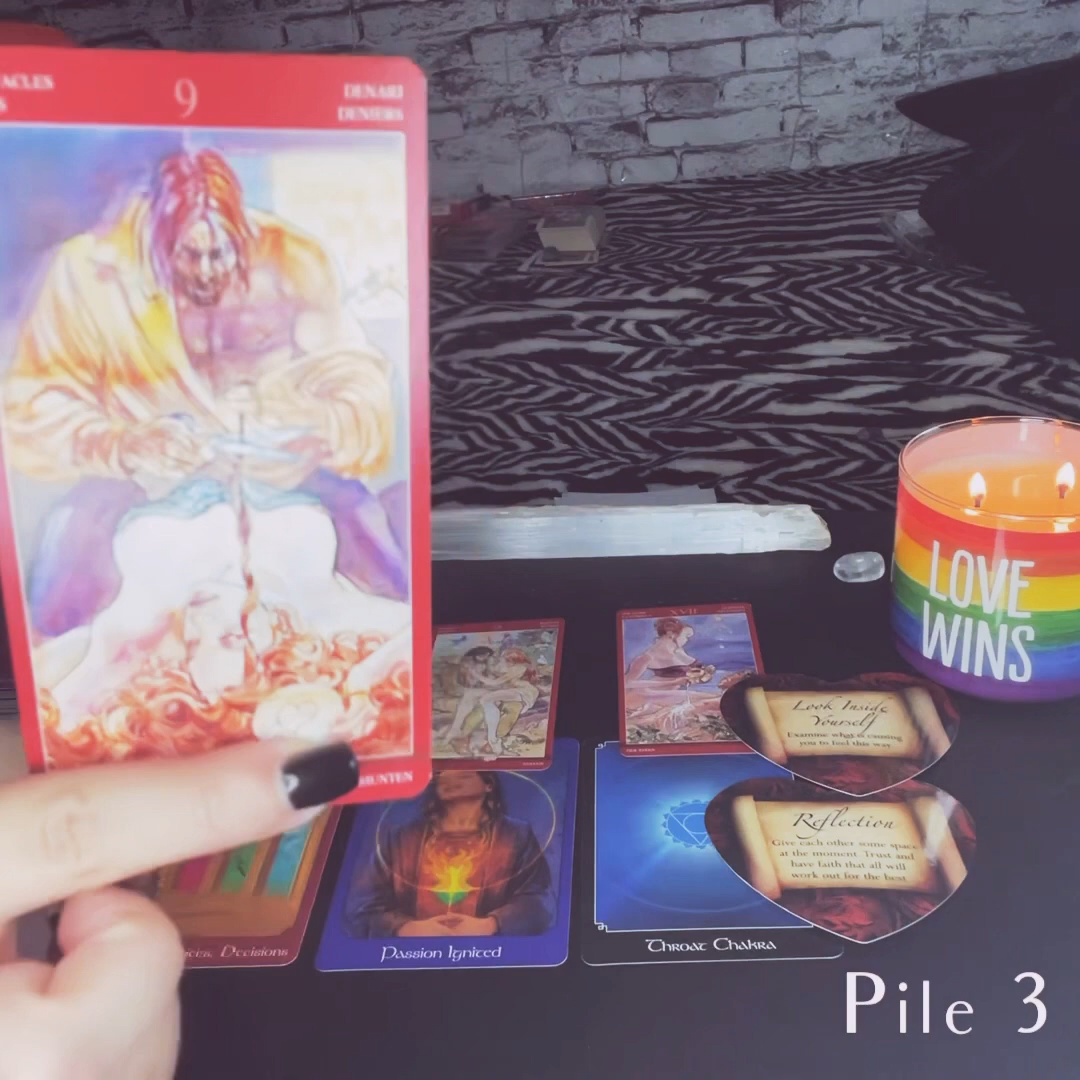 9
DENARI
DENIERS
XVII
LOVE
WINS
Look Inside
Yourself
Examine what is causing
you to feel this way.
Reflection
Give each other some space
at the moment. Trust and
have faith that all will
work out for the best.
Decisions
Passion Ignited
Throat Chakra
Pile 3